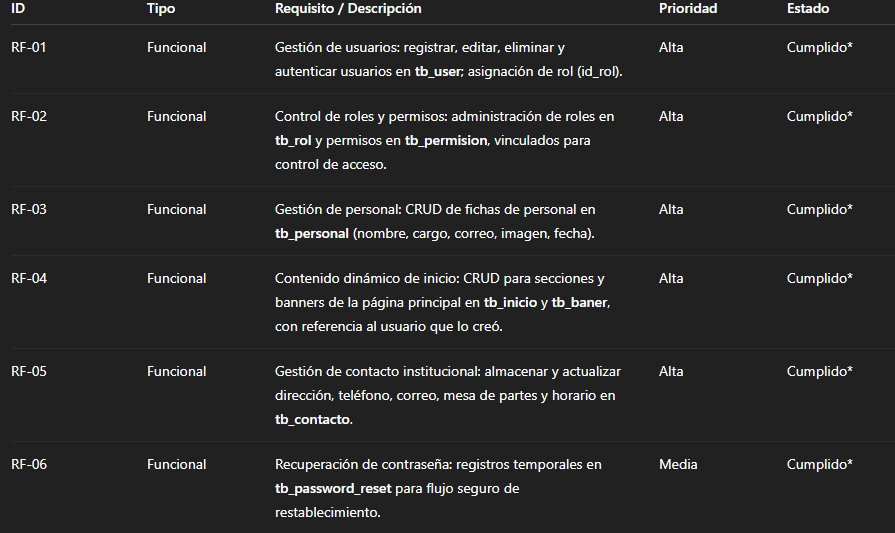 ID Tipo Requisito / Descripción Prioridad Estado
RF-01 Funcional Gestión de usuarios: registrar, editar, eliminar y Alta Cumplido*
autenticar usuarios en tb_user; asignación de rol (id_rol).
RF-02 Funcional Control de roles y permisos: administración de roles en Alta Cumplido*
tb_rol y permisos en tb_permision, vinculados para
control de acceso.
RF-03 Funcional Gestión de personal: CRUD de fichas de personal en Alta Cumplido*
tb_personal (nombre, cargo, correo, imagen, fecha).
RF-04 Funcional Contenido dinámico de inicio: CRUD para secciones y Alta Cumplido*
banners de la página principal en tb_inicio y tb_baner,
con referencia al usuario que lo creó.
RF-05 Funcional Gestión de contacto institucional: almacenar y actualizar Alta Cumplido*
dirección, teléfono, correo, mesa de partes y horario en
tb_contacto.
RF-06 Funcional Recuperación de contraseña: registros temporales en Media Cumplido*
tb_password_reset para flujo seguro de
restablecimiento.